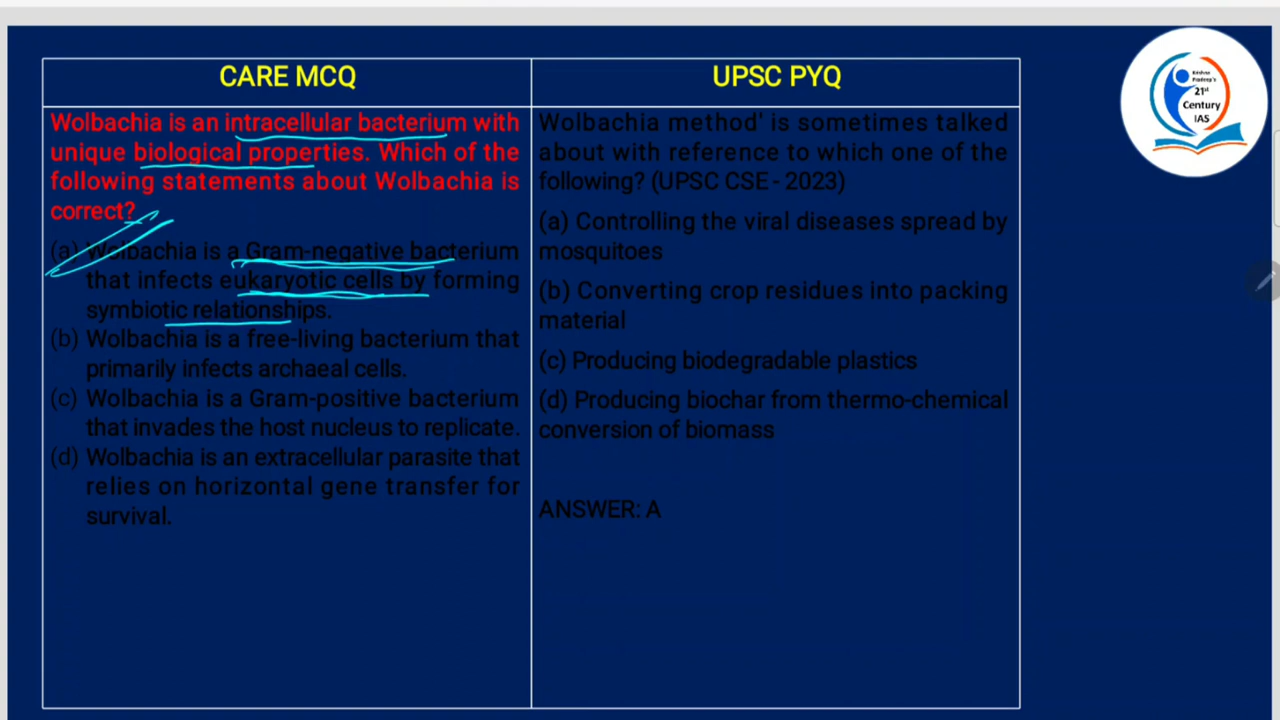 CARE MCQ
Wolbachia is an intracellular bacterium with
unique biological properties. Which of the
following statements about Wolbachia is
correct?
(a) Wolbachia is a Gram-negative bacterium
that infects eukaryotic cells by forming
symbiotic relationships.
(b) Wolbachia is a free-living bacterium that
primarily infects archaeal cells.
(c) Wolbachia is a Gram-positive bacterium
that invades the host nucleus to replicate.
(d) Wolbachia is an extracellular parasite that
relies on horizontal gene transfer for
survival.
UPSC PYQ
Wolbachia method' is sometimes talked
about with reference to which one of the
following? (UPSC CSE - 2023)
(a) Controlling the viral diseases spread by
mosquitoes
(b) Converting crop residues into packing
material
(c) Producing biodegradable plastics
(d) Producing biochar from thermo-chemical
conversion of biomass
ANSWER: A
Krishna
Pradeep's
21st
Century
IAS